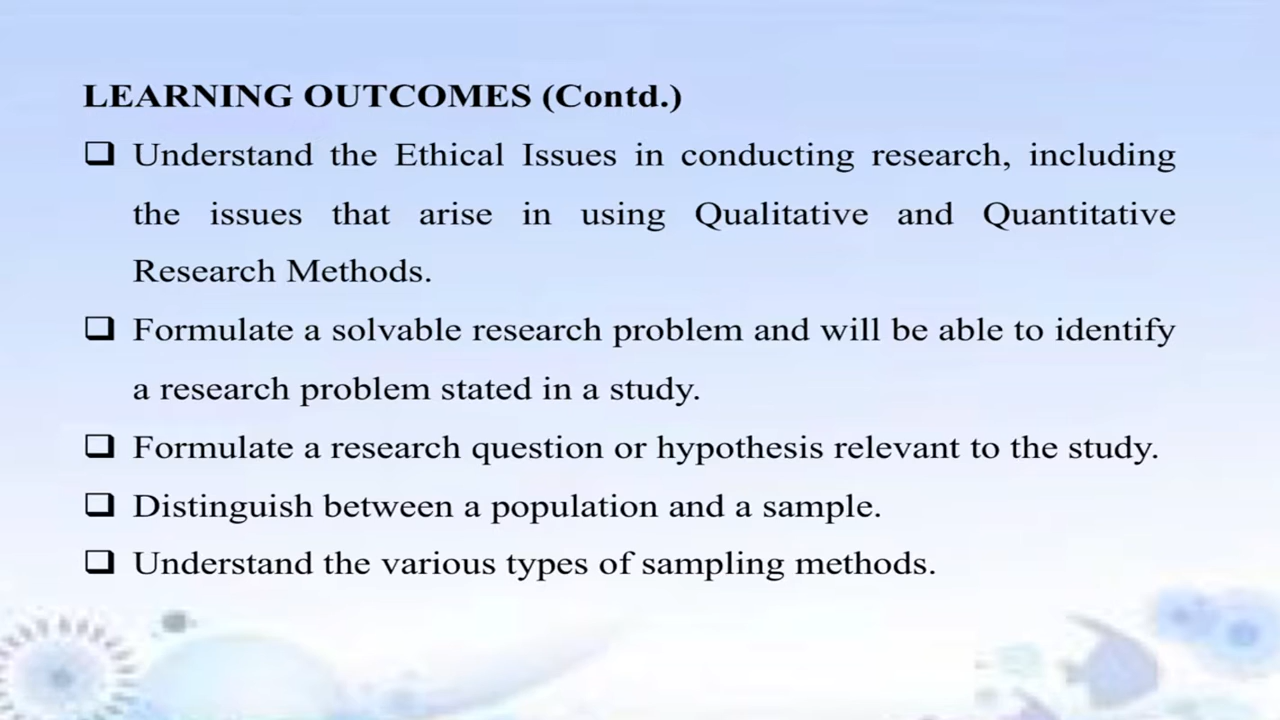 LEARNING OUTCOMES (Contd.)
❑ Understand the Ethical Issues in conducting research, including
the issues that arise in using Qualitative and Quantitative
Research Methods.
❑ Formulate a solvable research problem and will be able to identify
a research problem stated in a study.
❑ Formulate a research question or hypothesis relevant to the study.
❑ Distinguish between a population and a sample.
❑ Understand the various types of sampling methods.